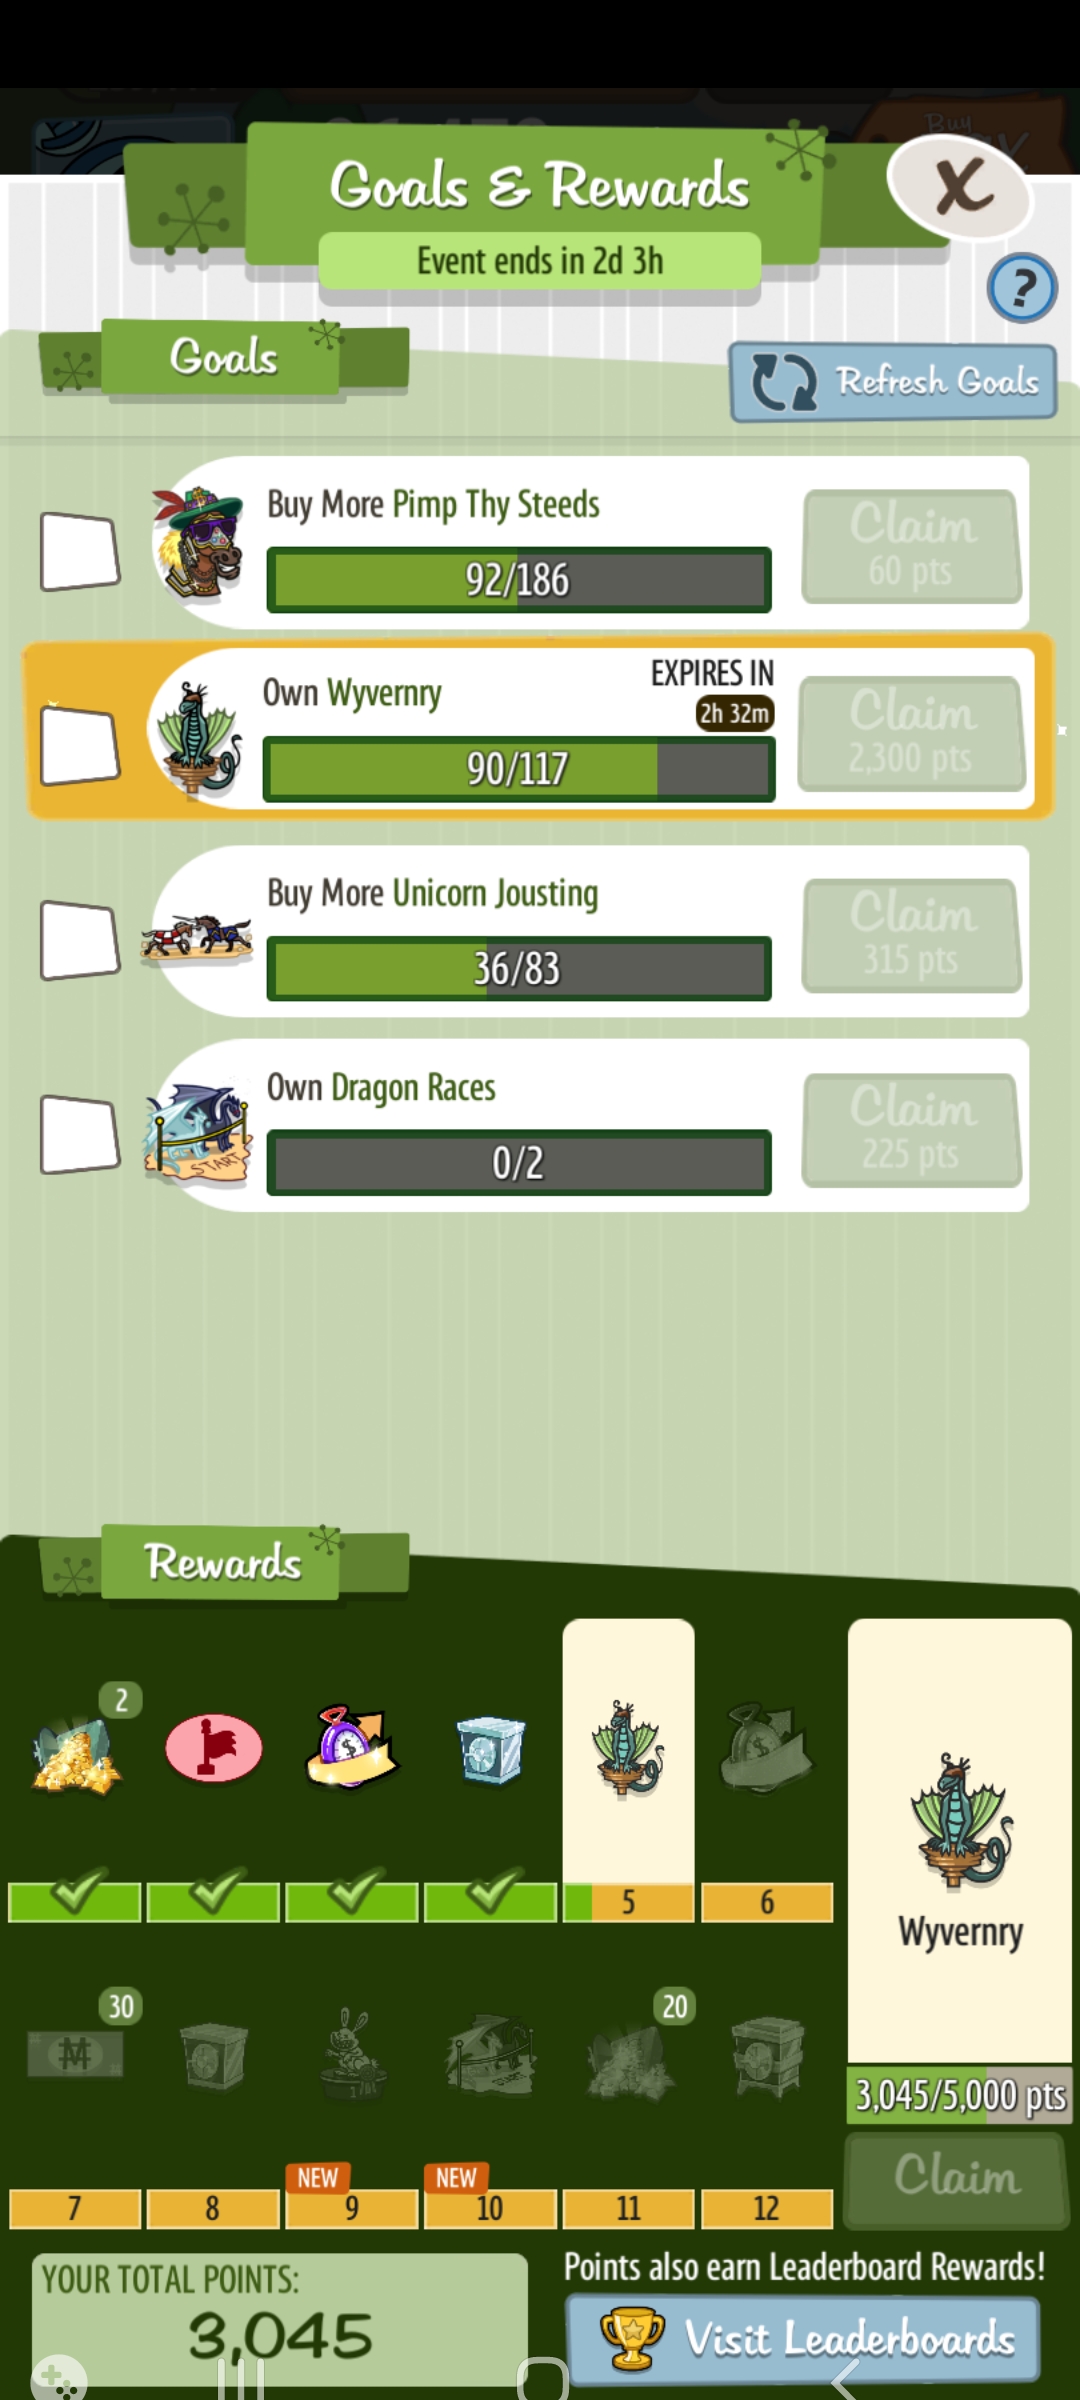 Buy
Goals & Rewards
X
Event ends in 2d 3h
?
Goals
Refresh Goals
Buy More Pimp Thy Steeds
92/186
Claim
60 pts
Own Wyvernry
EXPIRES IN
2h 32m
90/117
Claim
2,300 pts
Buy More Unicorn Jousting
36/83
Claim
315 pts
Own Dragon Races
0/2
Claim
225 pts
START
Rewards
2
5
6
Wyvernry
30
20
3,045/5,000 pts
Claim
NEW
NEW
7
8
9
10
11
12
YOUR TOTAL POINTS:
3,045
Points also earn Leaderboard Rewards!
Visit Leaderboards